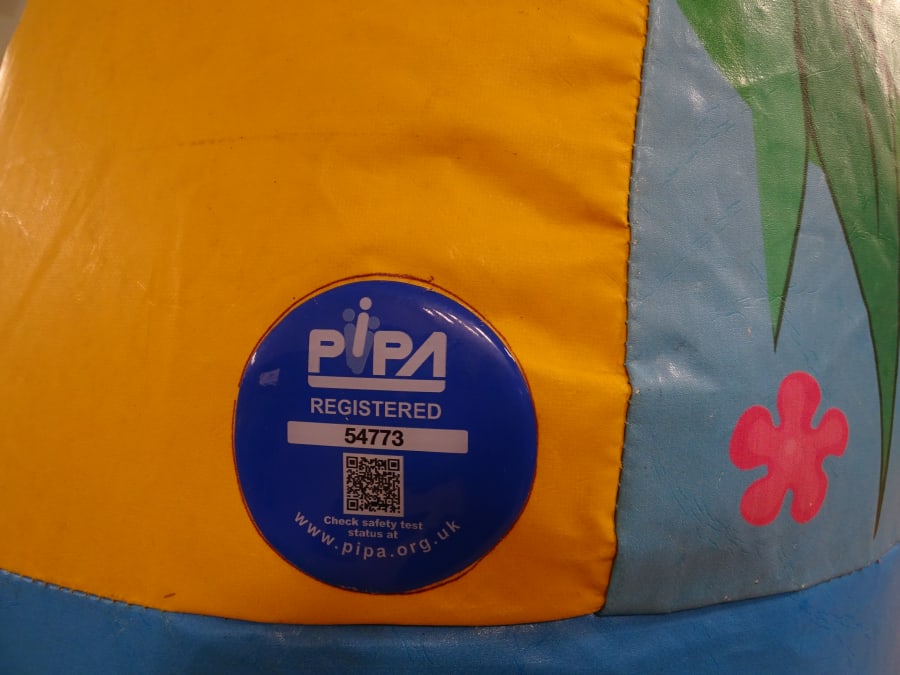 PIPA
REGISTERED
54773
Check safety test
status at
www.pipa.org.uk